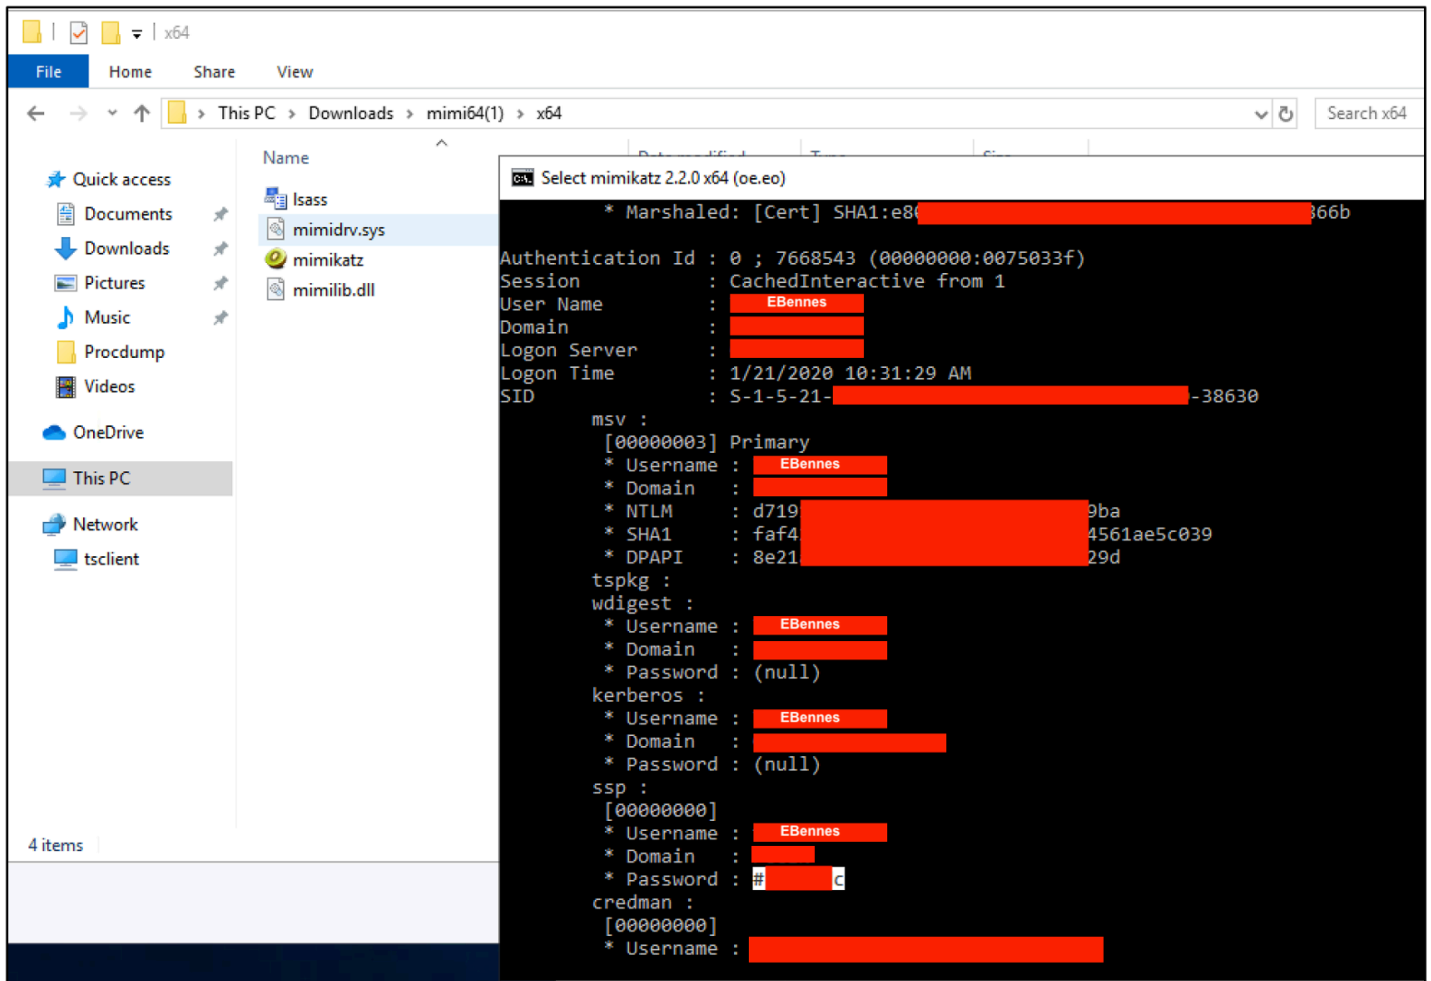 x64
File Home Share View
This PC > Downloads > mimi64(1) > x64
Search x64
Name
Quick access
Documents
Downloads
Pictures
Music
Procdump
Videos
OneDrive
This PC
Network
tsclient
lsass
mimidrv.sys
mimikatz
mimilib.dll
4 items
Select mimikatz 2.2.0 x64 (oe.eo)
* Marshaled: [Cert] SHA1:e8 366b
Authentication Id : 0 ; 7668543 (00000000:0075033f)
Session : CachedInteractive from 1
User Name : EBennes
Domain :
Logon Server :
Logon Time : 1/21/2020 10:31:29 AM
SID : S-1-5-21- -38630
msv :
[00000003] Primary
* Username : EBennes
* Domain :
* NTLM : d719 9ba
* SHA1 : faf4 4561ae5c039
* DPAPI : 8e21 29d
tspkg :
wdigest :
* Username : EBennes
* Domain :
* Password : (null)
kerberos :
* Username : EBennes
* Domain :
* Password : (null)
ssp :
[00000000]
* Username : EBennes
* Domain :
* Password : # c
credman :
[00000000]
* Username :